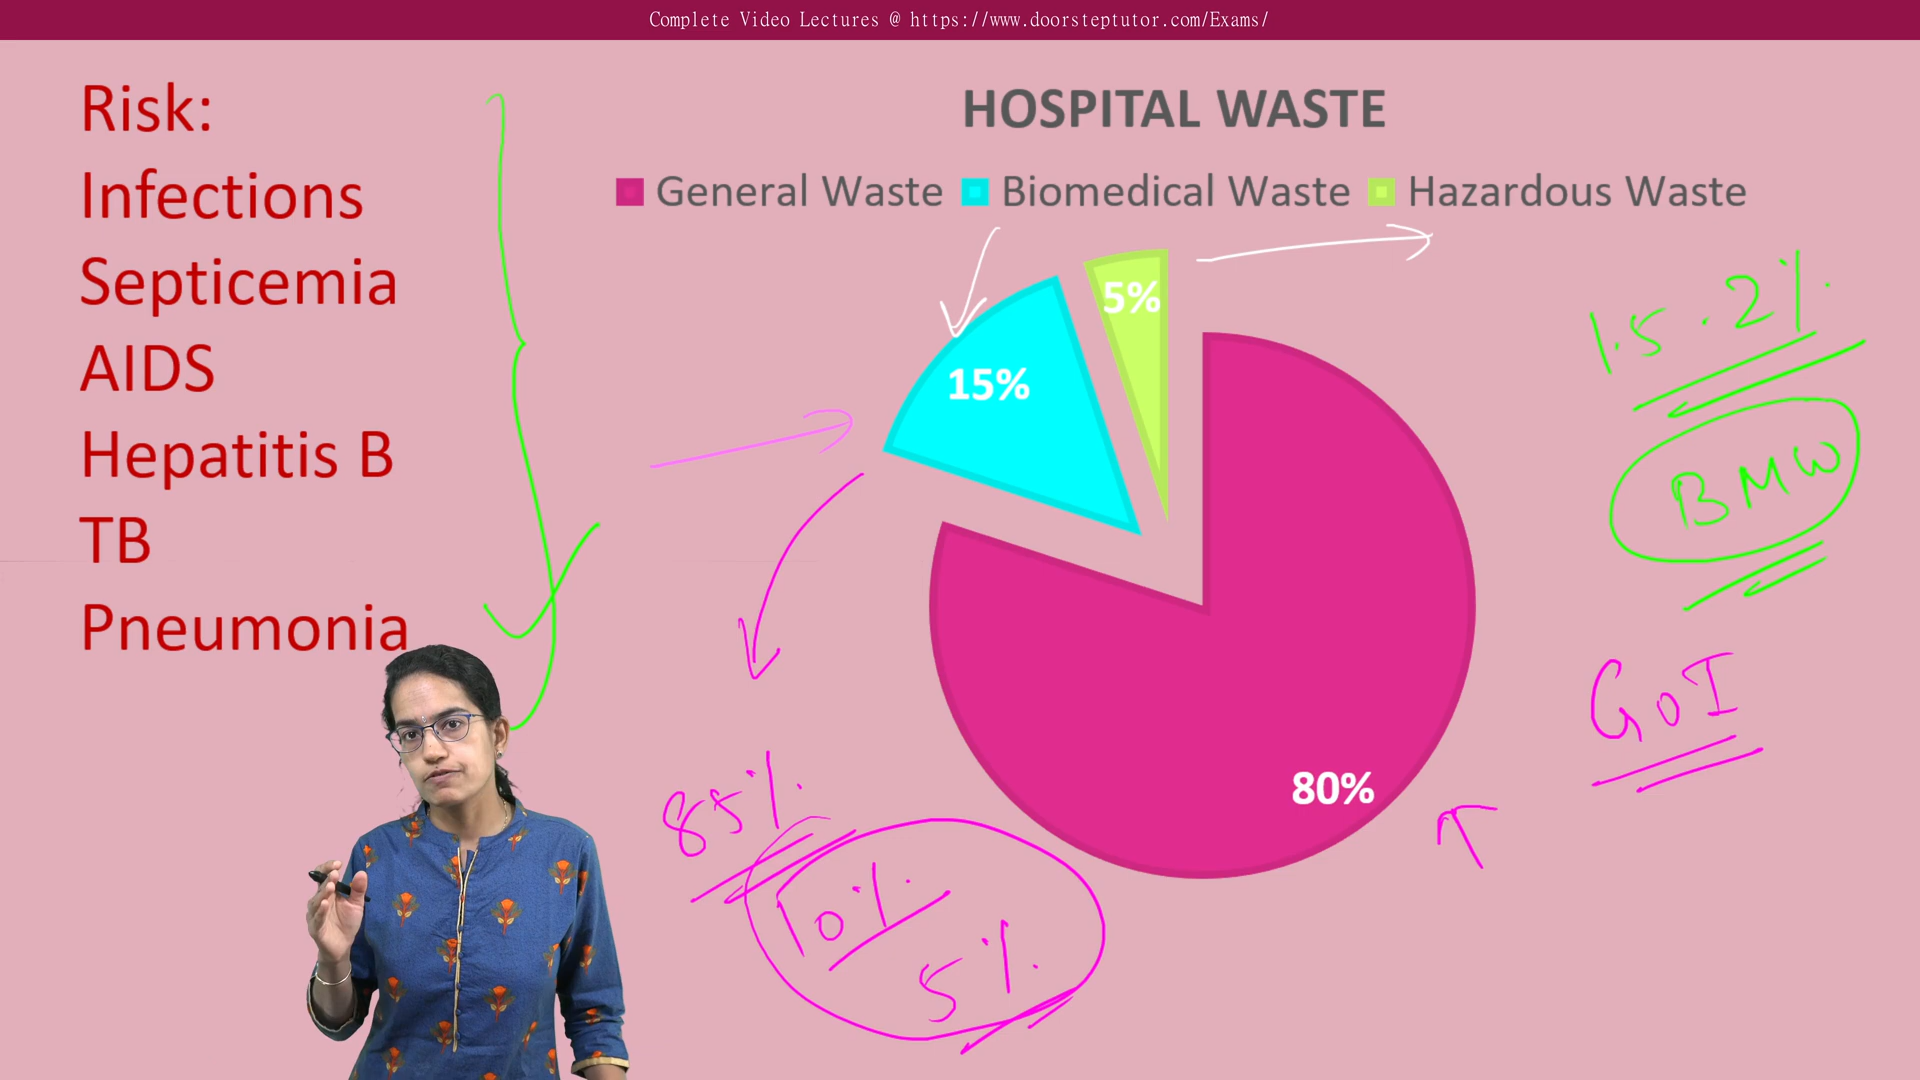 Complete Video Lectures @ https://www.doorsteptutor.com/Exams/
Risk:
Infections
Septicemia
AIDS
Hepatitis B
TB
Pneumonia
HOSPITAL WASTE
General Waste Biomedical Waste Hazardous Waste
5%
15%
80%
1.5 - 2%
BMW
GoI
85%
10%
5%